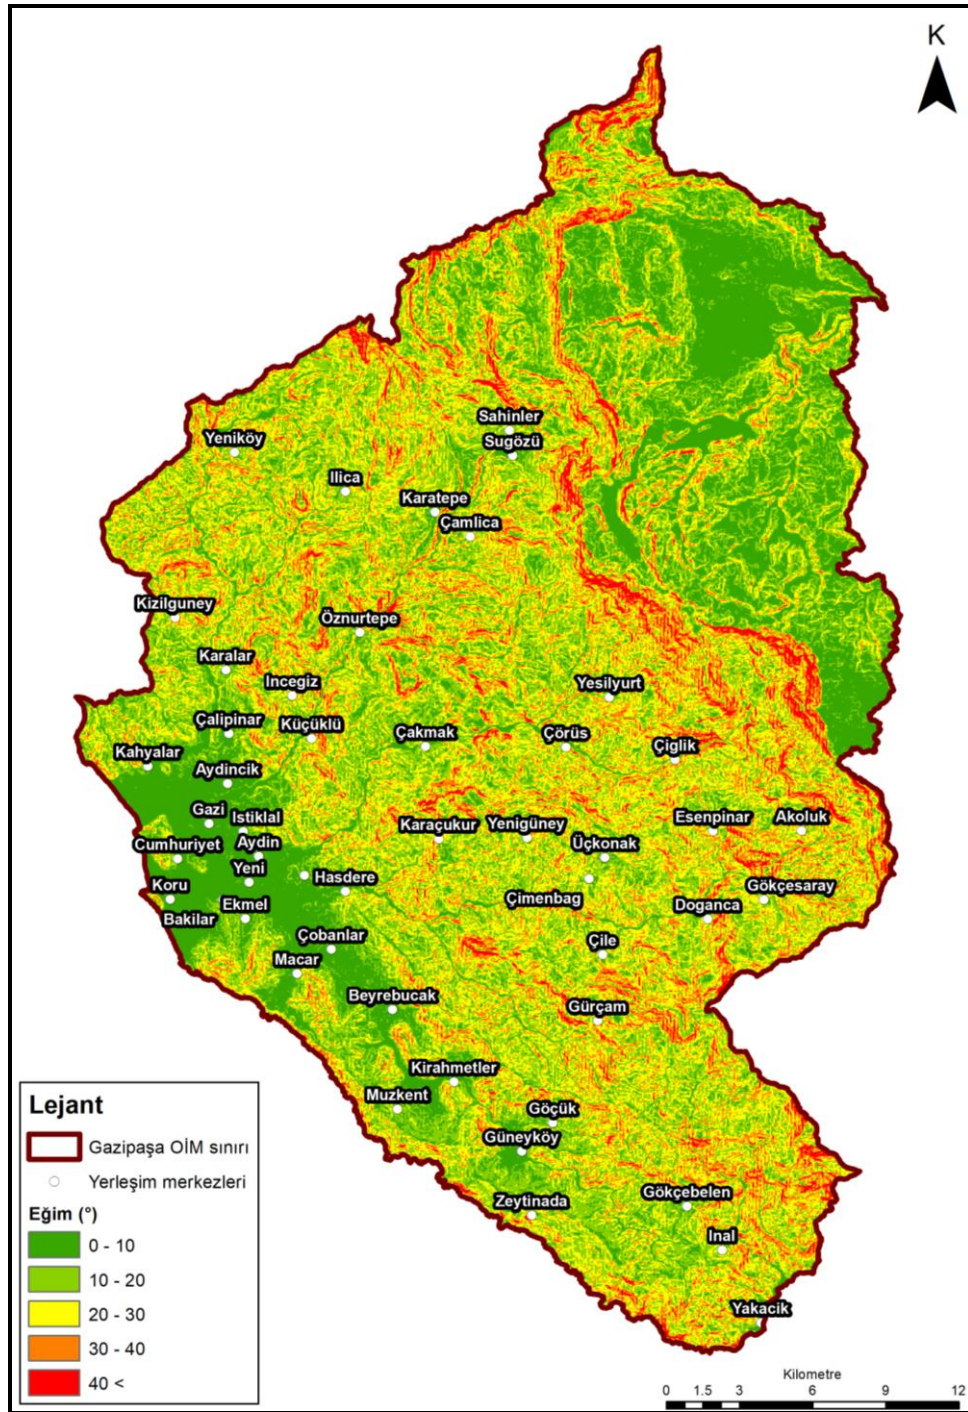 K
Sahinler
Sugözü
Yeniköy
Ilica
Karatepe
Çamlica
Kizilguney
Öznurtepe
Karalar
Incegiz
Yesilyurt
Çalipinar
Küçüklü
Çakmak
Çörüs
Çiglik
Kahyalar
Aydincik
Gazi
Istiklal
Karaçukur
Yenigüney
Esenpinar
Akoluk
Cumhuriyet
Aydin
Üçkonak
Yeni
Hasdere
Koru
Çimenbag
Gökçesaray
Bakilar
Ekmel
Doganca
Çobanlar
Çile
Macar
Beyrebucak
Gürçam
Kirahmetler
Muzkent
Göçük
Güneyköy
Zeytinada
Gökçebelen
Inal
Yakacik
Lejant
Gazipaşa OİM sınırı
Yerleşim merkezleri
Eğim (°)
0 - 10
10 - 20
20 - 30
30 - 40
40 <
Kilometre
0 1.5 3 6 9 12